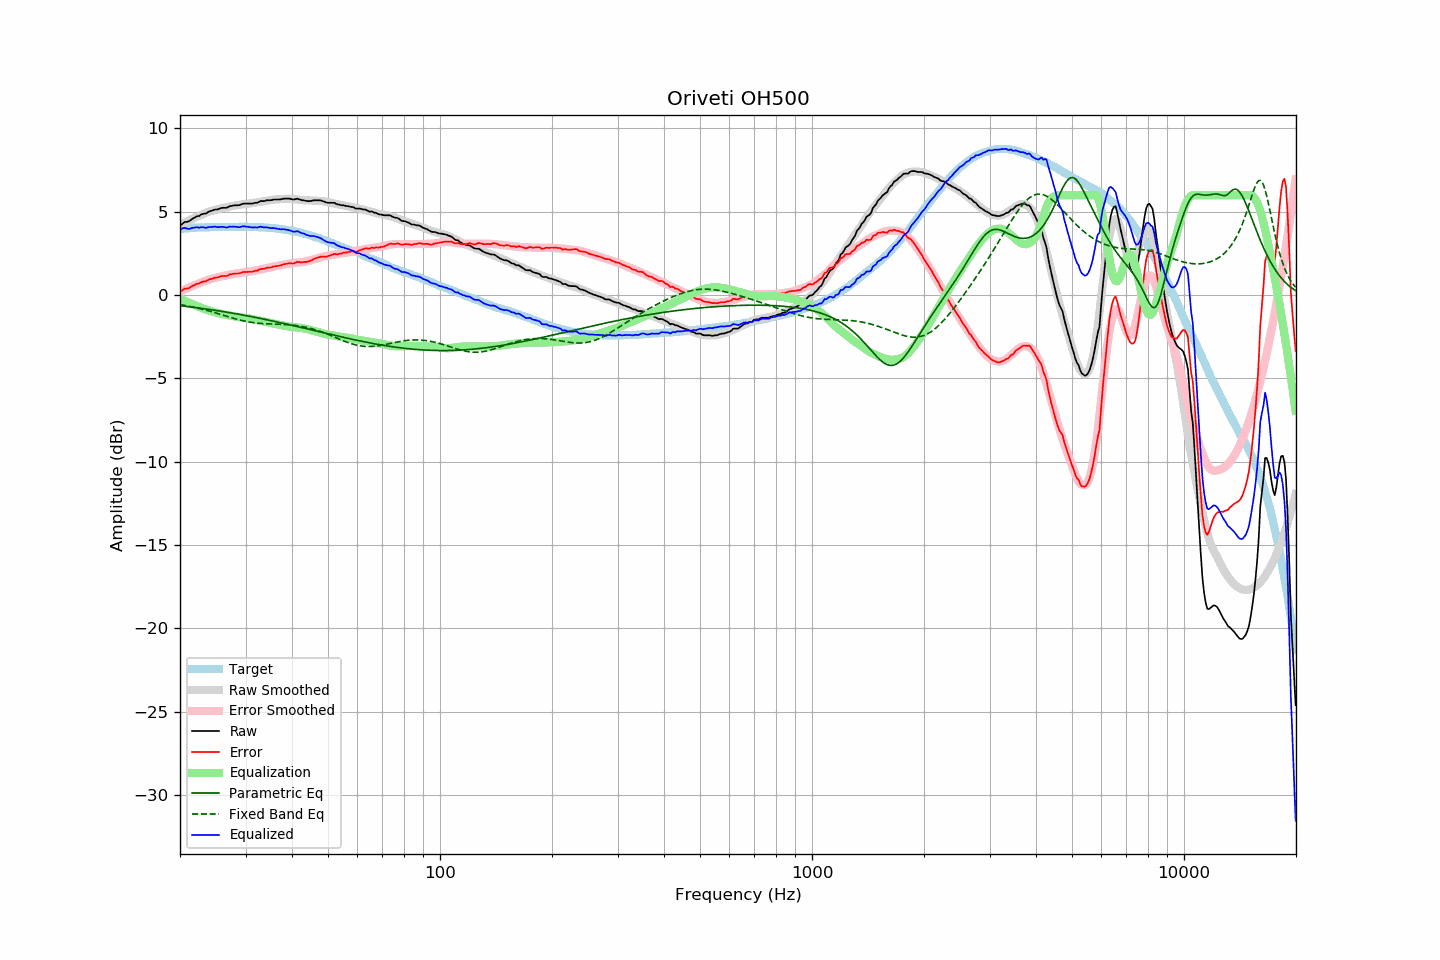 Oriveti OH500
10
5
0
−5
−10
−15
−20
−25
−30
Amplitude (dBr)
Target
Raw Smoothed
Error Smoothed
Raw
Error
Equalization
Parametric Eq
Fixed Band Eq
Equalized
100
1000
10000
Frequency (Hz)